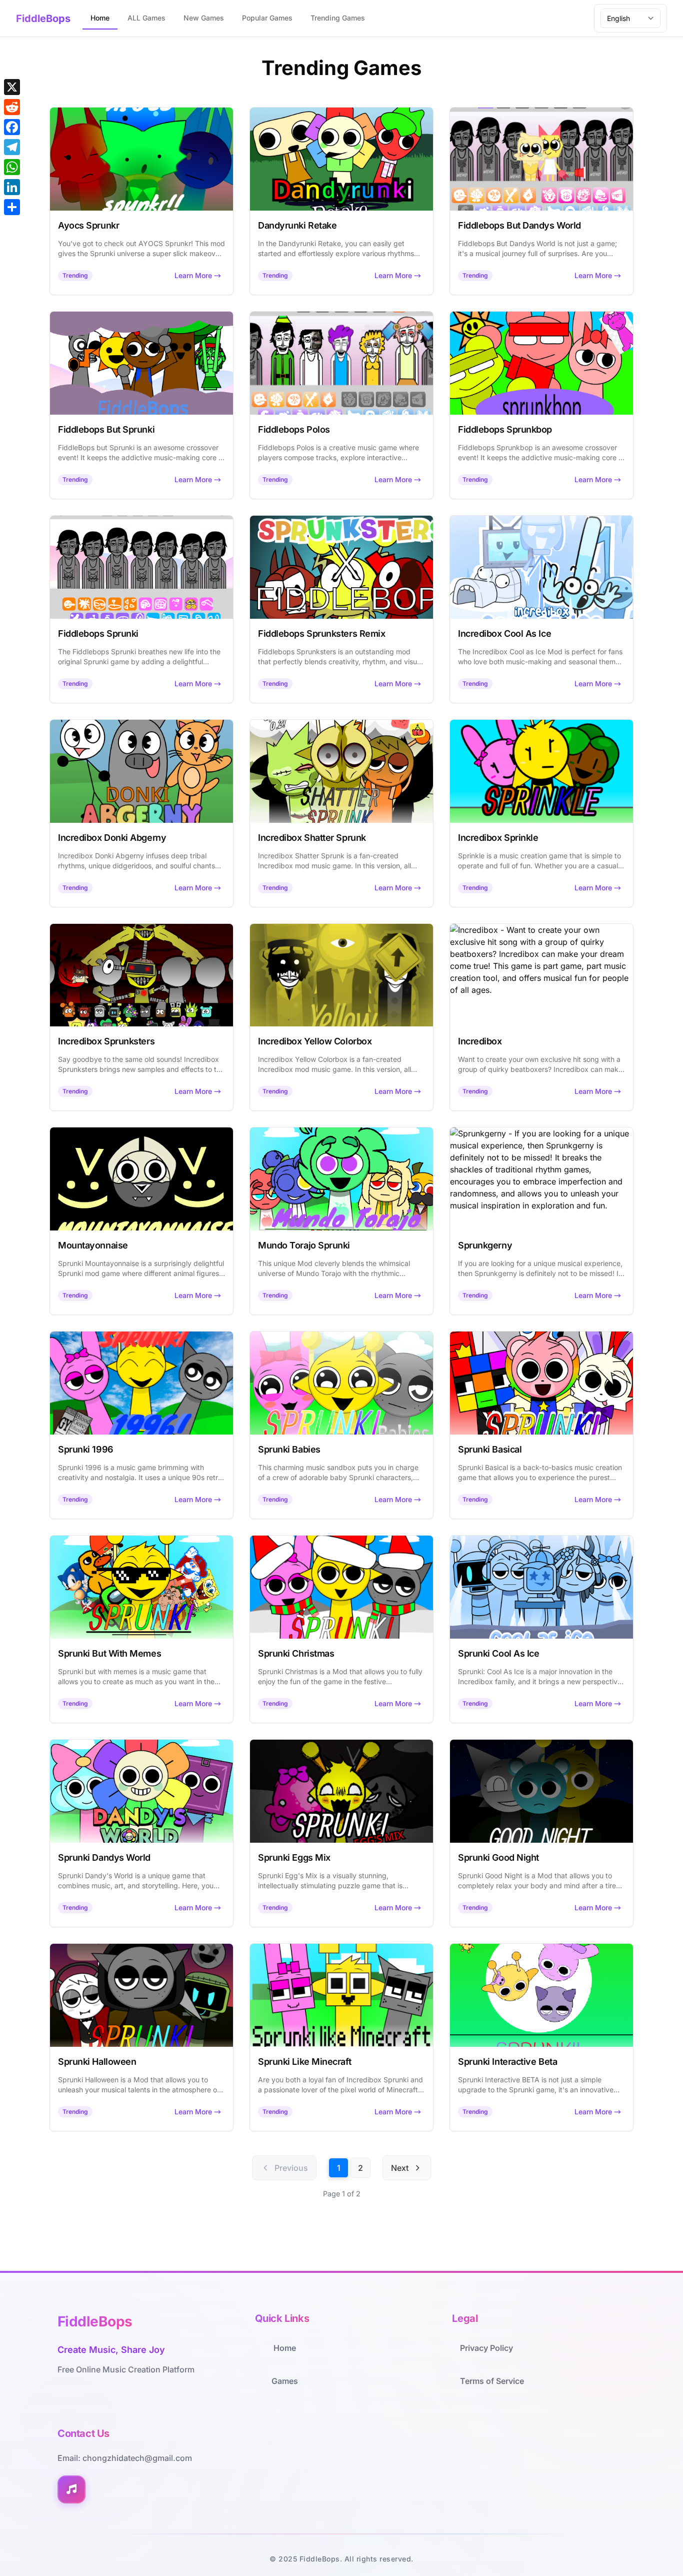 FiddleBops
Home
ALL Games
New Games
Popular Games
Trending Games
English
Trending Games
spunkr!!
Ayocs Sprunkr
You've got to check out AYOCS Sprunkr! This mod
gives the Sprunki universe a super slick makeov...
Trending
Learn More →
Dandyrunki
Retake
Dandyrunki Retake
In the Dandyrunki Retake, you can easily get
started and effortlessly explore various rhythms...
Trending
Learn More →
Fiddlebops But Dandys World
Fiddlebops But Dandys World is not just a game;
it's a musical journey full of surprises. Are you...
Trending
Learn More →
FiddleBops
Fiddlebops But Sprunki
FiddleBops but Sprunki is an awesome crossover
event! It keeps the addictive music-making core ...
Trending
Learn More →
Fiddlebops Polos
Fiddlebops Polos is a creative music game where
players compose tracks, explore interactive...
Trending
Learn More →
sprunkbop
Fiddlebops Sprunkbop
Fiddlebops Sprunkbop is an awesome crossover
event! It keeps the addictive music-making core ...
Trending
Learn More →
Fiddlebops Sprunki
The Fiddlebops Sprunki breathes new life into the
original Sprunki game by adding a delightful...
Trending
Learn More →
SPRUNKSTERS
X
FIDDLEBOP
Fiddlebops Sprunksters Remix
Fiddlebops Sprunksters is an outstanding mod
that perfectly blends creativity, rhythm, and visu...
Trending
Learn More →
incredibox
Incredibox Cool As Ice
The Incredibox Cool as Ice Mod is perfect for fans
who love both music-making and seasonal them...
Trending
Learn More →
DONKI
ABGERNY
Incredibox Donki Abgerny
Incredibox Donki Abgerny infuses deep tribal
rhythms, unique didgeridoos, and soulful chants...
Trending
Learn More →
SHATTER
SPRUNK
Incredibox Shatter Sprunk
Incredibox Shatter Sprunk is a fan-created
Incredibox mod music game. In this version, all...
Trending
Learn More →
SPRINKLE
Incredibox Sprinkle
Sprinkle is a music creation game that is simple to
operate and full of fun. Whether you are a casual...
Trending
Learn More →
Incredibox Sprunksters
Say goodbye to the same old sounds! Incredibox
Sprunksters brings new samples and effects to t...
Trending
Learn More →
Yellow
Incredibox Yellow Colorbox
Incredibox Yellow Colorbox is a fan-created
Incredibox mod music game. In this version, all...
Trending
Learn More →
Incredibox - Want to create your own
exclusive hit song with a group of quirky
beatboxers? Incredibox can make your dream
come true! This game is part game, part music
creation tool, and offers musical fun for people
of all ages.
Incredibox
Want to create your own exclusive hit song with a
group of quirky beatboxers? Incredibox can mak...
Trending
Learn More →
MOUNTAYONNAISE
Mountayonnaise
Sprunki Mountayonnaise is a surprisingly delightful
Sprunki mod game where different animal figures...
Trending
Learn More →
Mundo Torajo
Mundo Torajo Sprunki
This unique Mod cleverly blends the whimsical
universe of Mundo Torajo with the rhythmic...
Trending
Learn More →
Sprunkgerny - If you are looking for a unique
musical experience, then Sprunkgerny is
definitely not to be missed! It breaks the
shackles of traditional rhythm games,
encourages you to embrace imperfection and
randomness, and allows you to unleash your
musical inspiration in exploration and fun.
Sprunkgerny
If you are looking for a unique musical experience,
then Sprunkgerny is definitely not to be missed! I...
Trending
Learn More →
SPRUNKI
1996!
Sprunki 1996
Sprunki 1996 is a music game brimming with
creativity and nostalgia. It uses a unique 90s retr...
Trending
Learn More →
SPRUNKI
Babies
Sprunki Babies
This charming music sandbox puts you in charge
of a crew of adorable baby Sprunki characters,...
Trending
Learn More →
SPRUNKI
Sprunki Basical
Sprunki Basical is a back-to-basics music creation
game that allows you to experience the purest...
Trending
Learn More →
SPRUNKI
Sprunki But With Memes
Sprunki but with memes is a music game that
allows you to create as much as you want in the...
Trending
Learn More →
SPRUNKI
Sprunki Christmas
Sprunki Christmas is a Mod that allows you to fully
enjoy the fun of the game in the festive...
Trending
Learn More →
Cool as ice
Sprunki Cool As Ice
Sprunki: Cool As Ice is a major innovation in the
Incredibox family, and it brings a new perspectiv...
Trending
Learn More →
DANDY'S
WORLD
Sprunki Dandys World
Sprunki Dandy's World is a unique game that
combines music, art, and storytelling. Here, you...
Trending
Learn More →
SPRUNKI
EGG'S MIX
Sprunki Eggs Mix
Sprunki Egg's Mix is a visually stunning,
intellectually stimulating puzzle game that is...
Trending
Learn More →
GOOD NIGHT
Sprunki Good Night
Sprunki Good Night is a Mod that allows you to
completely relax your body and mind after a tire...
Trending
Learn More →
SPRUNKI
Sprunki Halloween
Sprunki Halloween is a Mod that allows you to
unleash your musical talents in the atmosphere o...
Trending
Learn More →
Sprunki like Minecraft
Sprunki Like Minecraft
Are you both a loyal fan of Incredibox Sprunki and
a passionate lover of the pixel world of Minecraft...
Trending
Learn More →
Sprunki Interactive Beta
Sprunki Interactive BETA is not just a simple
upgrade to the Sprunki game, it's an innovative...
Trending
Learn More →
Previous
1
2
Next
Page 1 of 2
FiddleBops
Create Music, Share Joy
Free Online Music Creation Platform
Quick Links
Home
Games
Legal
Privacy Policy
Terms of Service
Contact Us
Email: chongzhidatech@gmail.com
© 2025 FiddleBops. All rights reserved.